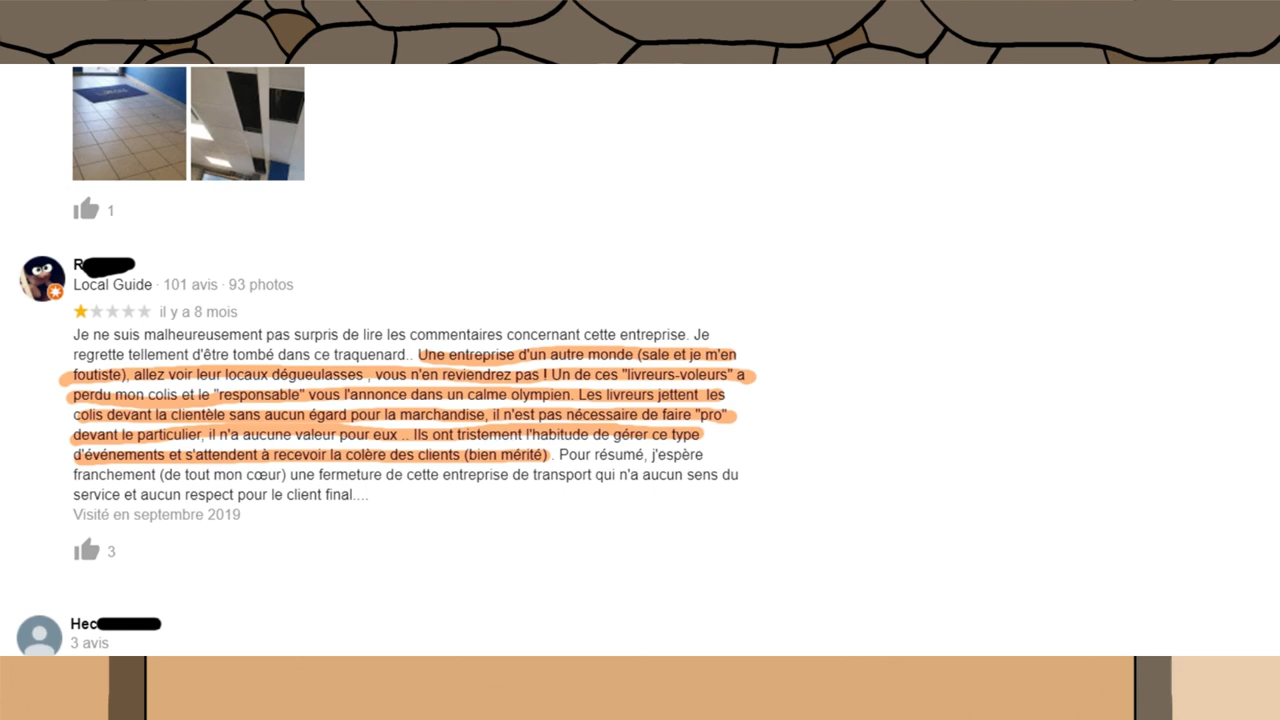 1
R
Local Guide · 101 avis · 93 photos
il y a 8 mois
Je ne suis malheureusement pas surpris de lire les commentaires concernant cette entreprise. Je
regrette tellement d'être tombé dans ce traquenard.. Une entreprise d'un autre monde (sale et je m'en
foutiste), allez voir leur locaux dégueulasses , vous n'en reviendrez pas ! Un de ces "livreurs-voleurs" a
perdu mon colis et le "responsable" vous l'annonce dans un calme olympien. Les livreurs jettent les
colis devant la clientèle sans aucun égard pour la marchandise, il n'est pas nécessaire de faire "pro"
devant le particulier, il n'a aucune valeur pour eux .. Ils ont tristement l'habitude de gérer ce type
d'événements et s'attendent à recevoir la colère des clients (bien mérité) . Pour résumé, j'espère
franchement (de tout mon cœur) une fermeture de cette entreprise de transport qui n'a aucun sens du
service et aucun respect pour le client final....
Visité en septembre 2019
3
Hec
3 avis